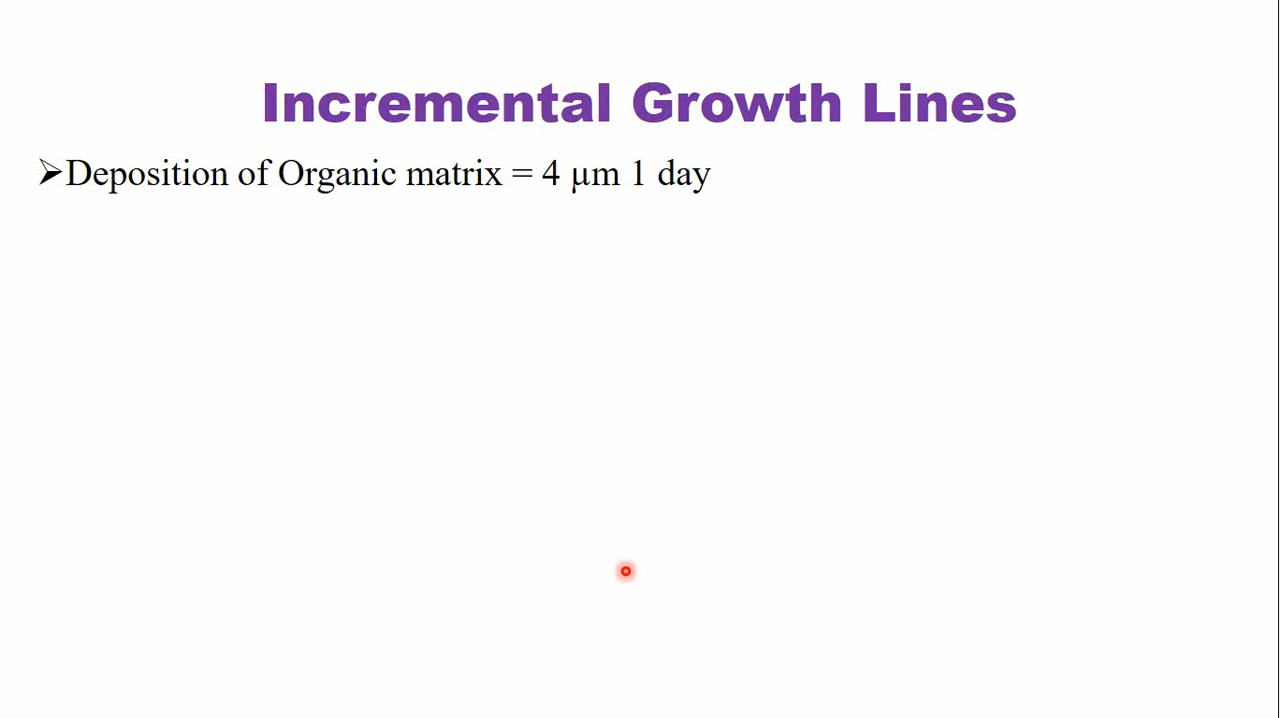 Incremental Growth Lines
➢Deposition of Organic matrix = 4 µm 1 day